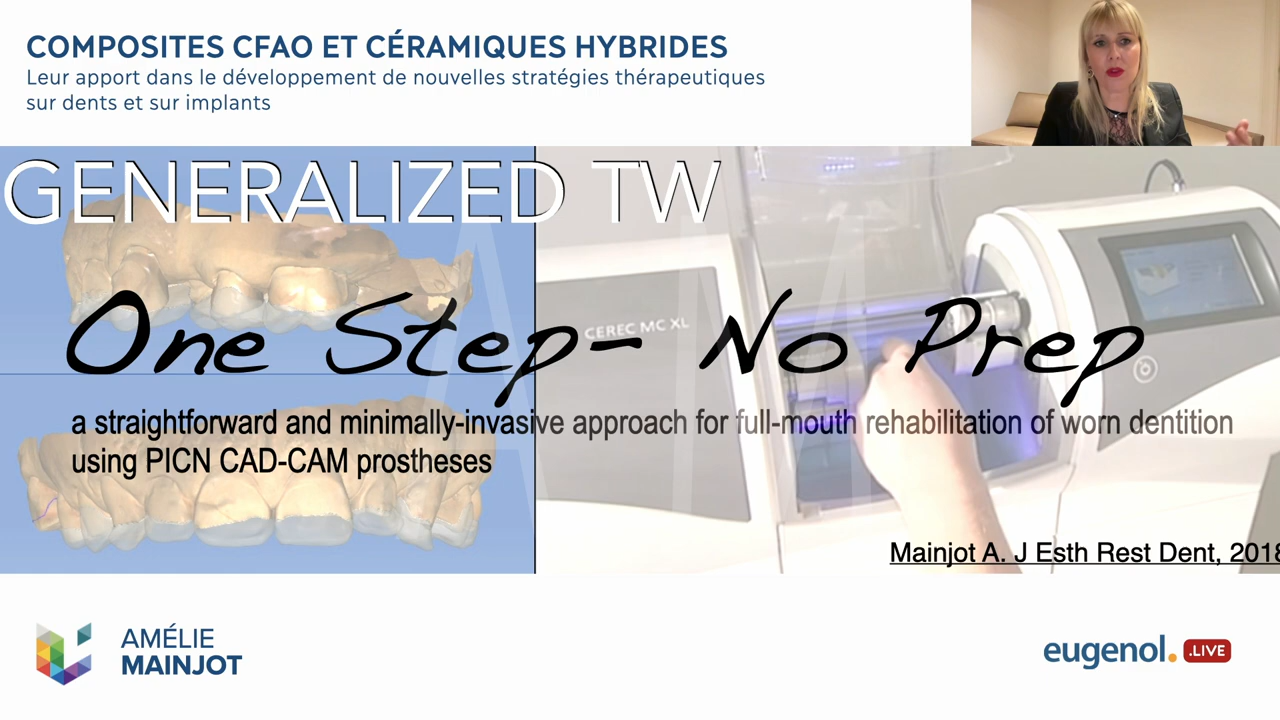 COMPOSITES CFAO ET CÉRAMIQUES HYBRIDES
Leur apport dans le développement de nouvelles stratégies thérapeutiques
sur dents et sur implants
GENERALIZED TW
CEREC MC XL
One Step- No Prep
a straightforward and minimally-invasive approach for full-mouth rehabilitation of worn dentition
using PICN CAD-CAM prostheses
Mainjot A. J Esth Rest Dent, 2018
AMÉLIE
MAINJOT
eugenol. .LIVE